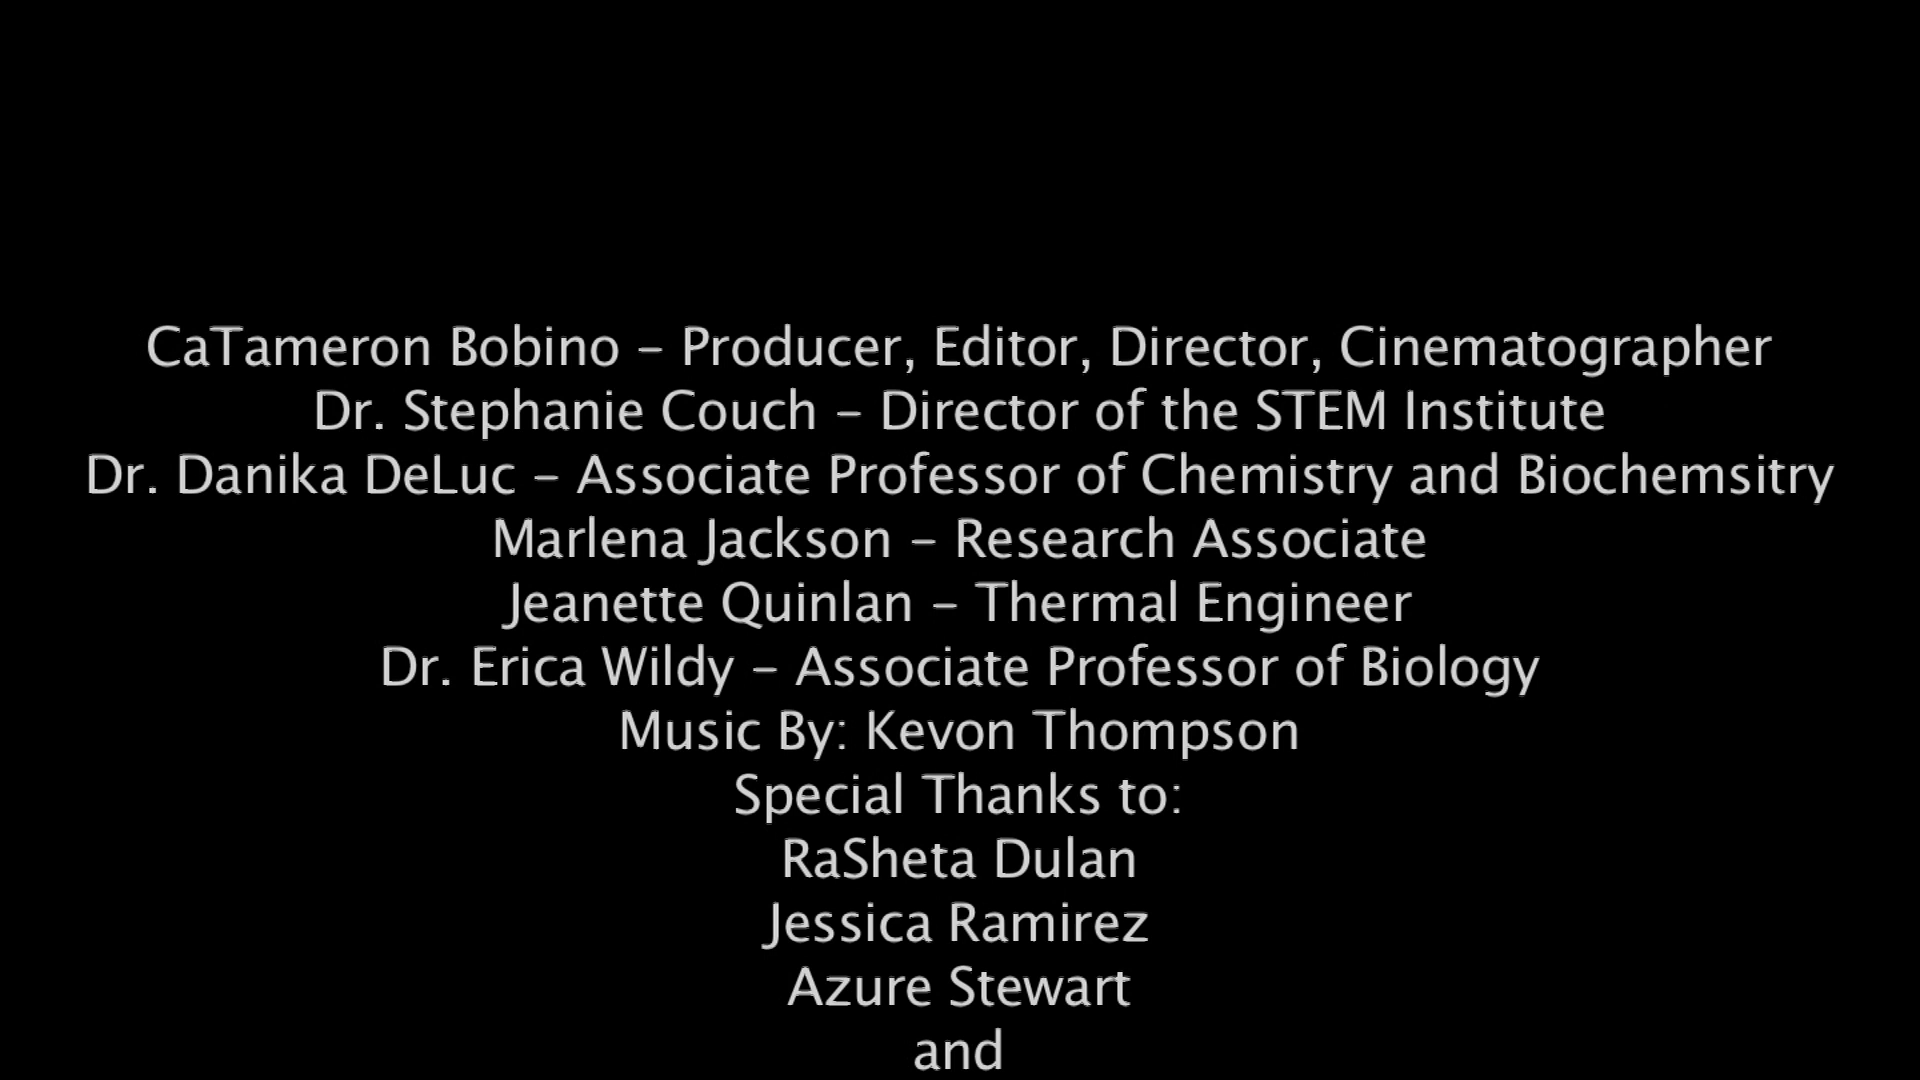 CaTameron Bobino – Producer, Editor, Director, Cinematographer
Dr. Stephanie Couch – Director of the STEM Institute
Dr. Danika DeLuc – Associate Professor of Chemistry and Biochemsitry
Marlena Jackson – Research Associate
Jeanette Quinlan – Thermal Engineer
Dr. Erica Wildy – Associate Professor of Biology
Music By: Kevon Thompson
Special Thanks to:
RaSheta Dulan
Jessica Ramirez
Azure Stewart
and